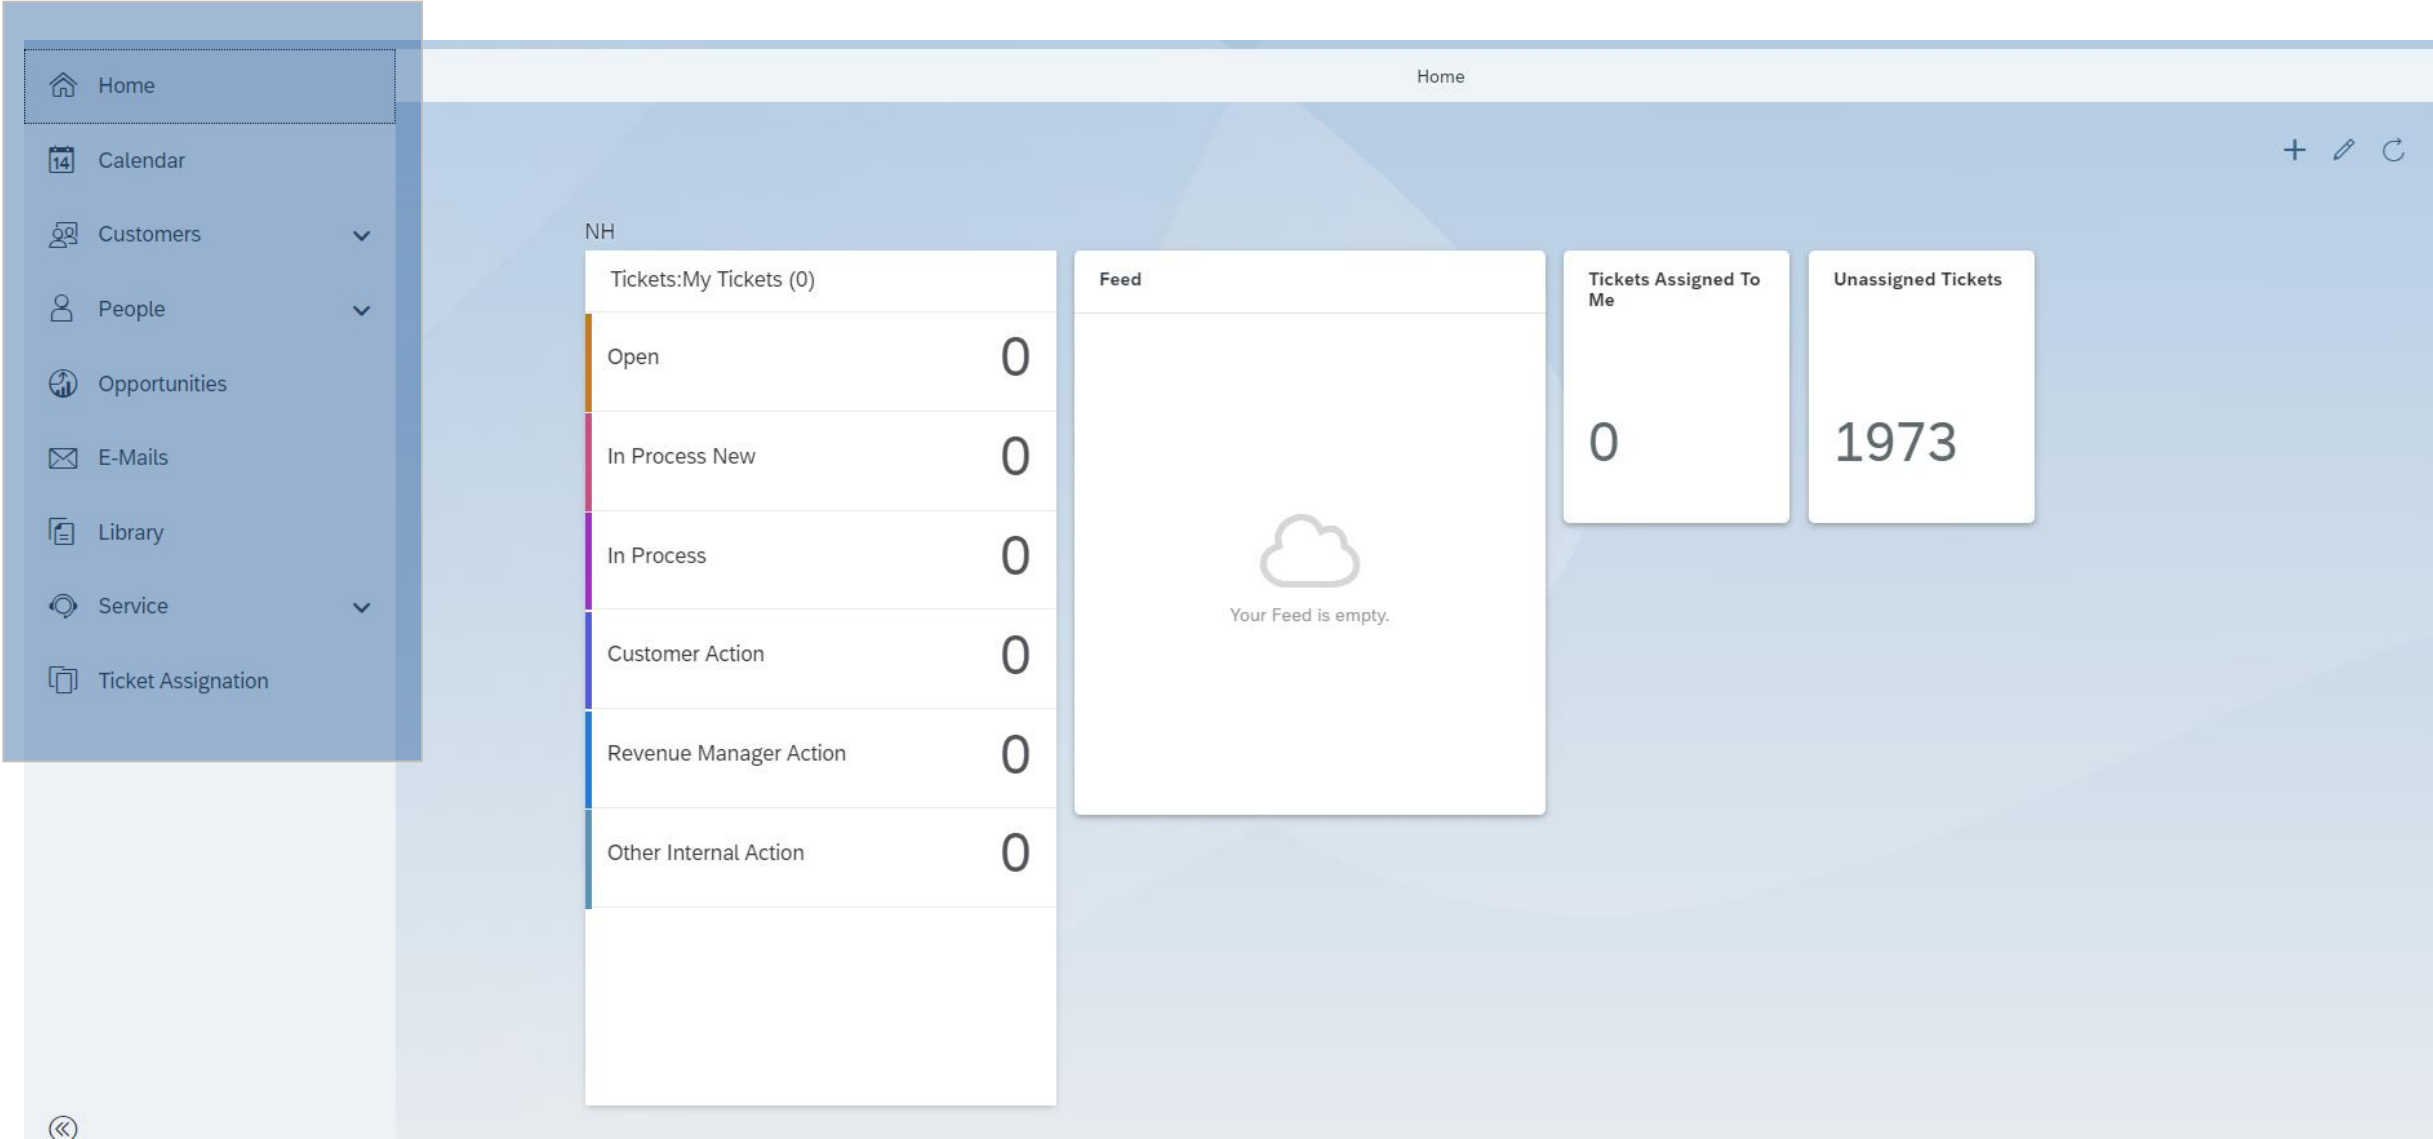 Home
14
Calendar
Customers
People
Opportunities
E-Mails
Library
Service
Ticket Assignation
Home
NH
Tickets:My Tickets (0)
Open
0
In Process New
0
In Process
0
Customer Action
0
Revenue Manager Action
0
Other Internal Action
0
Feed
Your Feed is empty.
Tickets Assigned To
Me
0
Unassigned Tickets
1973